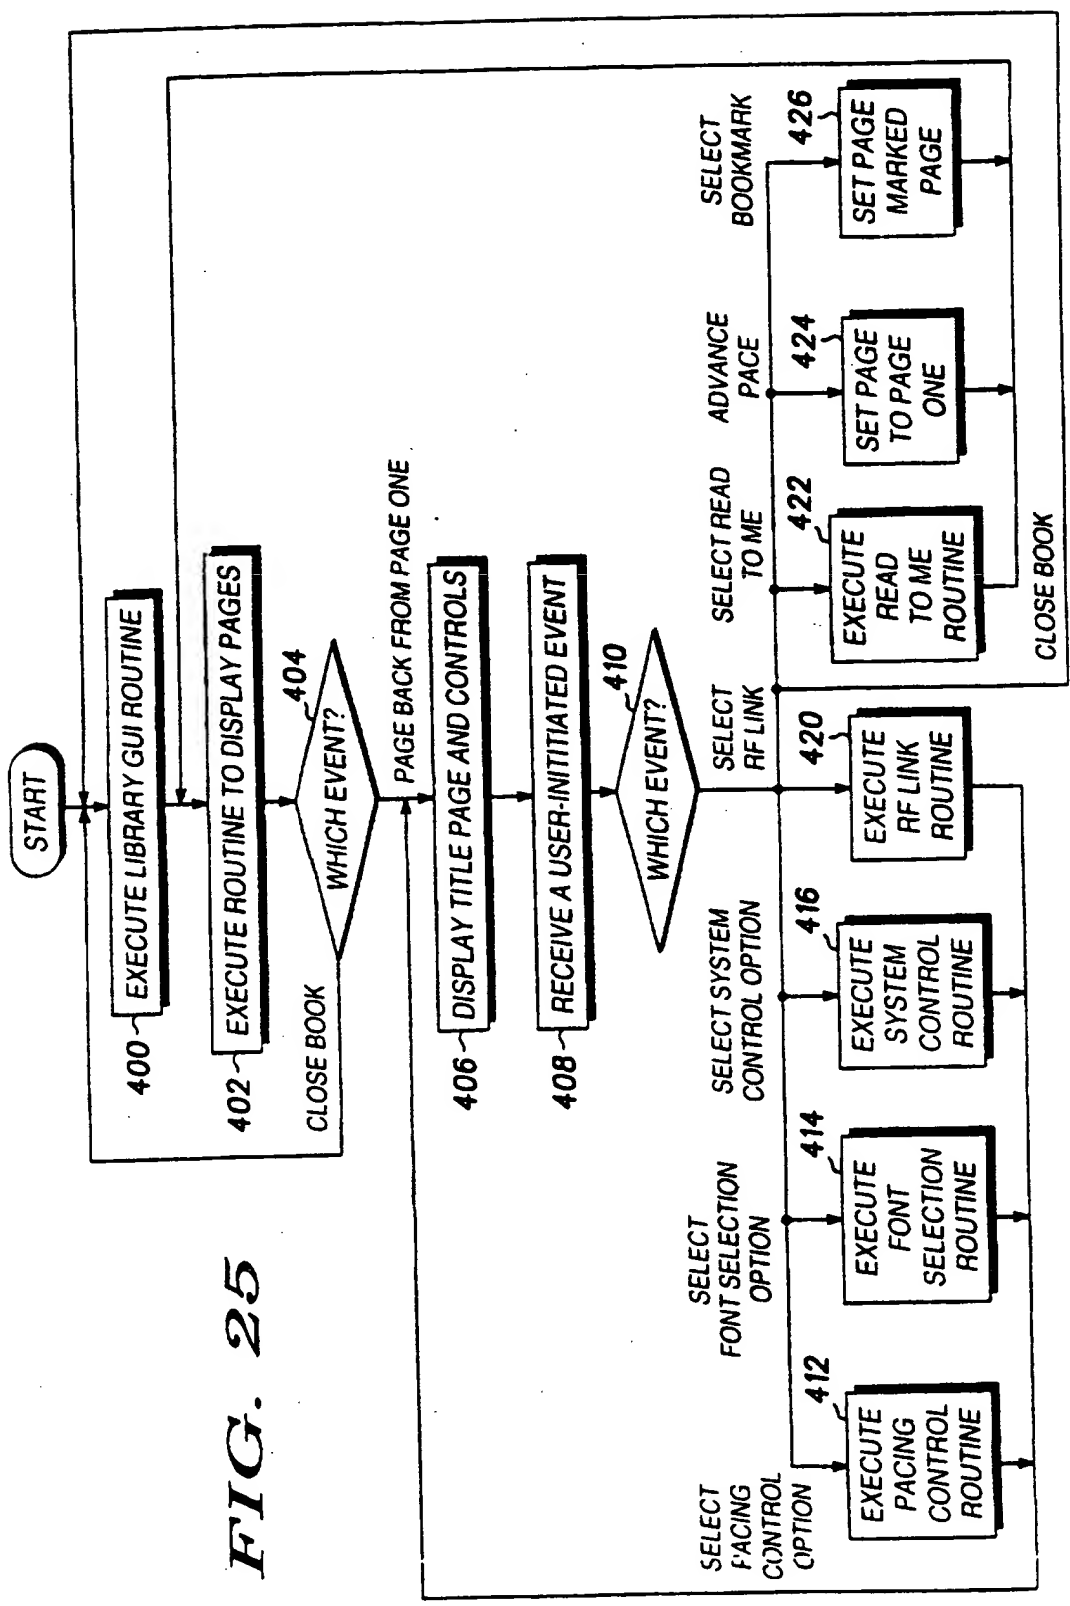 FIG. 25
START
EXECUTE LIBRARY GUI ROUTINE
400
EXECUTE ROUTINE TO DISPLAY PAGES
402
WHICH EVENT?
404
CLOSE BOOK
PAGE BACK FROM PAGE ONE
DISPLAY TITLE PAGE AND CONTROLS
406
RECEIVE A USER-INITITIATED EVENT
408
WHICH EVENT?
410
SELECT
PACING
CONTROL
OPTION
412
EXECUTE
PACING
CONTROL
ROUTINE
SELECT
FONT SELECTION
OPTION
414
EXECUTE
FONT
SELECTION
ROUTINE
SELECT SYSTEM
CONTROL OPTION
416
EXECUTE
SYSTEM
CONTROL
ROUTINE
SELECT
RF LINK
420
EXECUTE
RF LINK
ROUTINE
SELECT READ
TO ME
422
EXECUTE
READ
TO ME
ROUTINE
ADVANCE
PACE
424
SET PAGE
TO PAGE
ONE
SELECT
BOOKMARK
426
SET PAGE
MARKED
PAGE
CLOSE BOOK